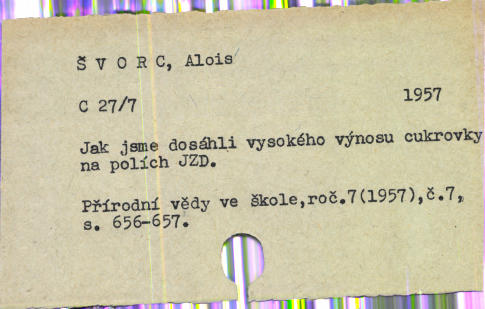 Š V O R C, Alois
C 27/7 1957
Jak jsme dosáhli vysokého výnosu cukrovky
na polích JZD.
Přírodní vědy ve škole,roč.7(1957),č.7,
s. 656-657.